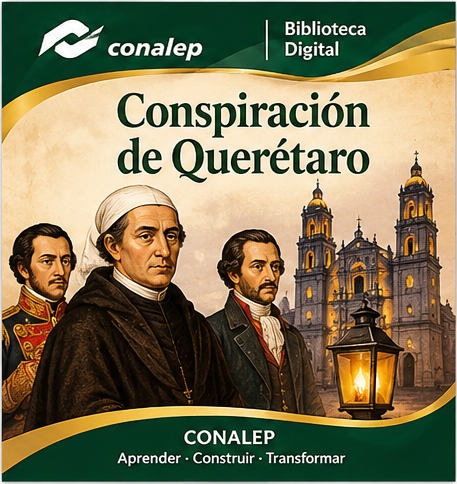 conalep
Biblioteca
Digital
Conspiración
de Querétaro
CONALEP
Aprender · Construir · Transformar